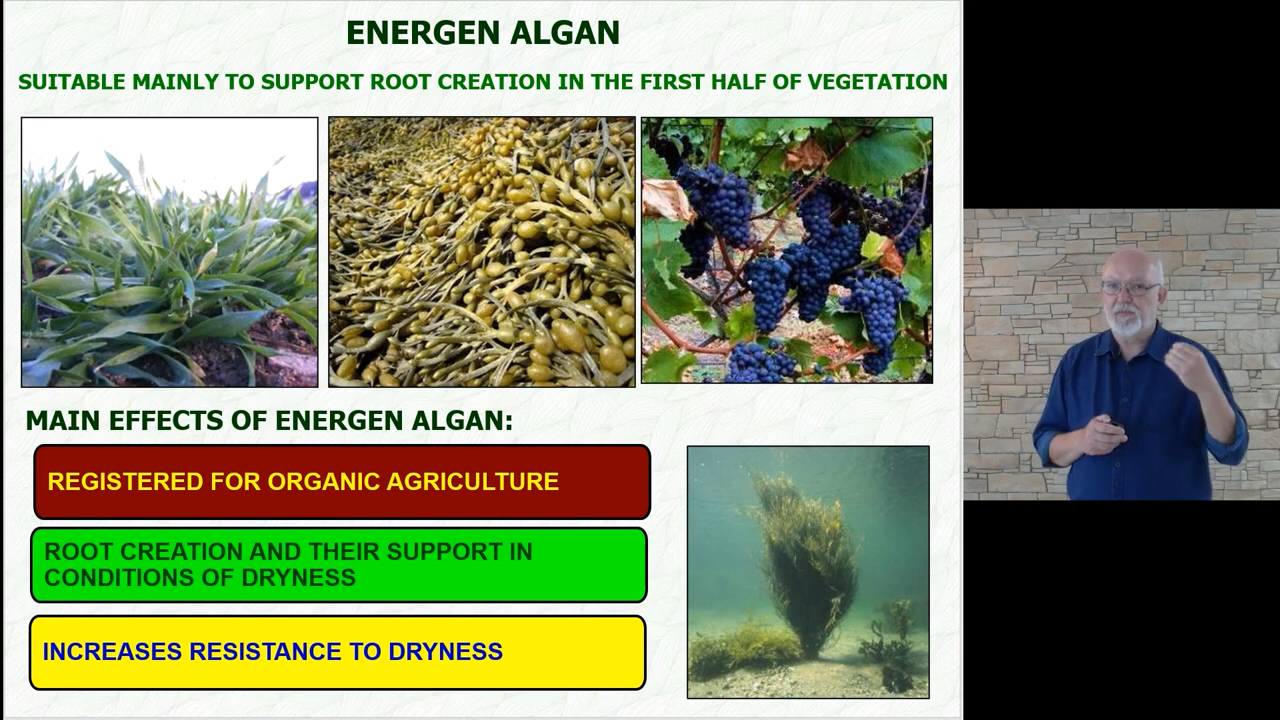 ENERGEN ALGAN
SUITABLE MAINLY TO SUPPORT ROOT CREATION IN THE FIRST HALF OF VEGETATION
MAIN EFFECTS OF ENERGEN ALGAN:
REGISTERED FOR ORGANIC AGRICULTURE
ROOT CREATION AND THEIR SUPPORT IN
CONDITIONS OF DRYNESS
INCREASES RESISTANCE TO DRYNESS